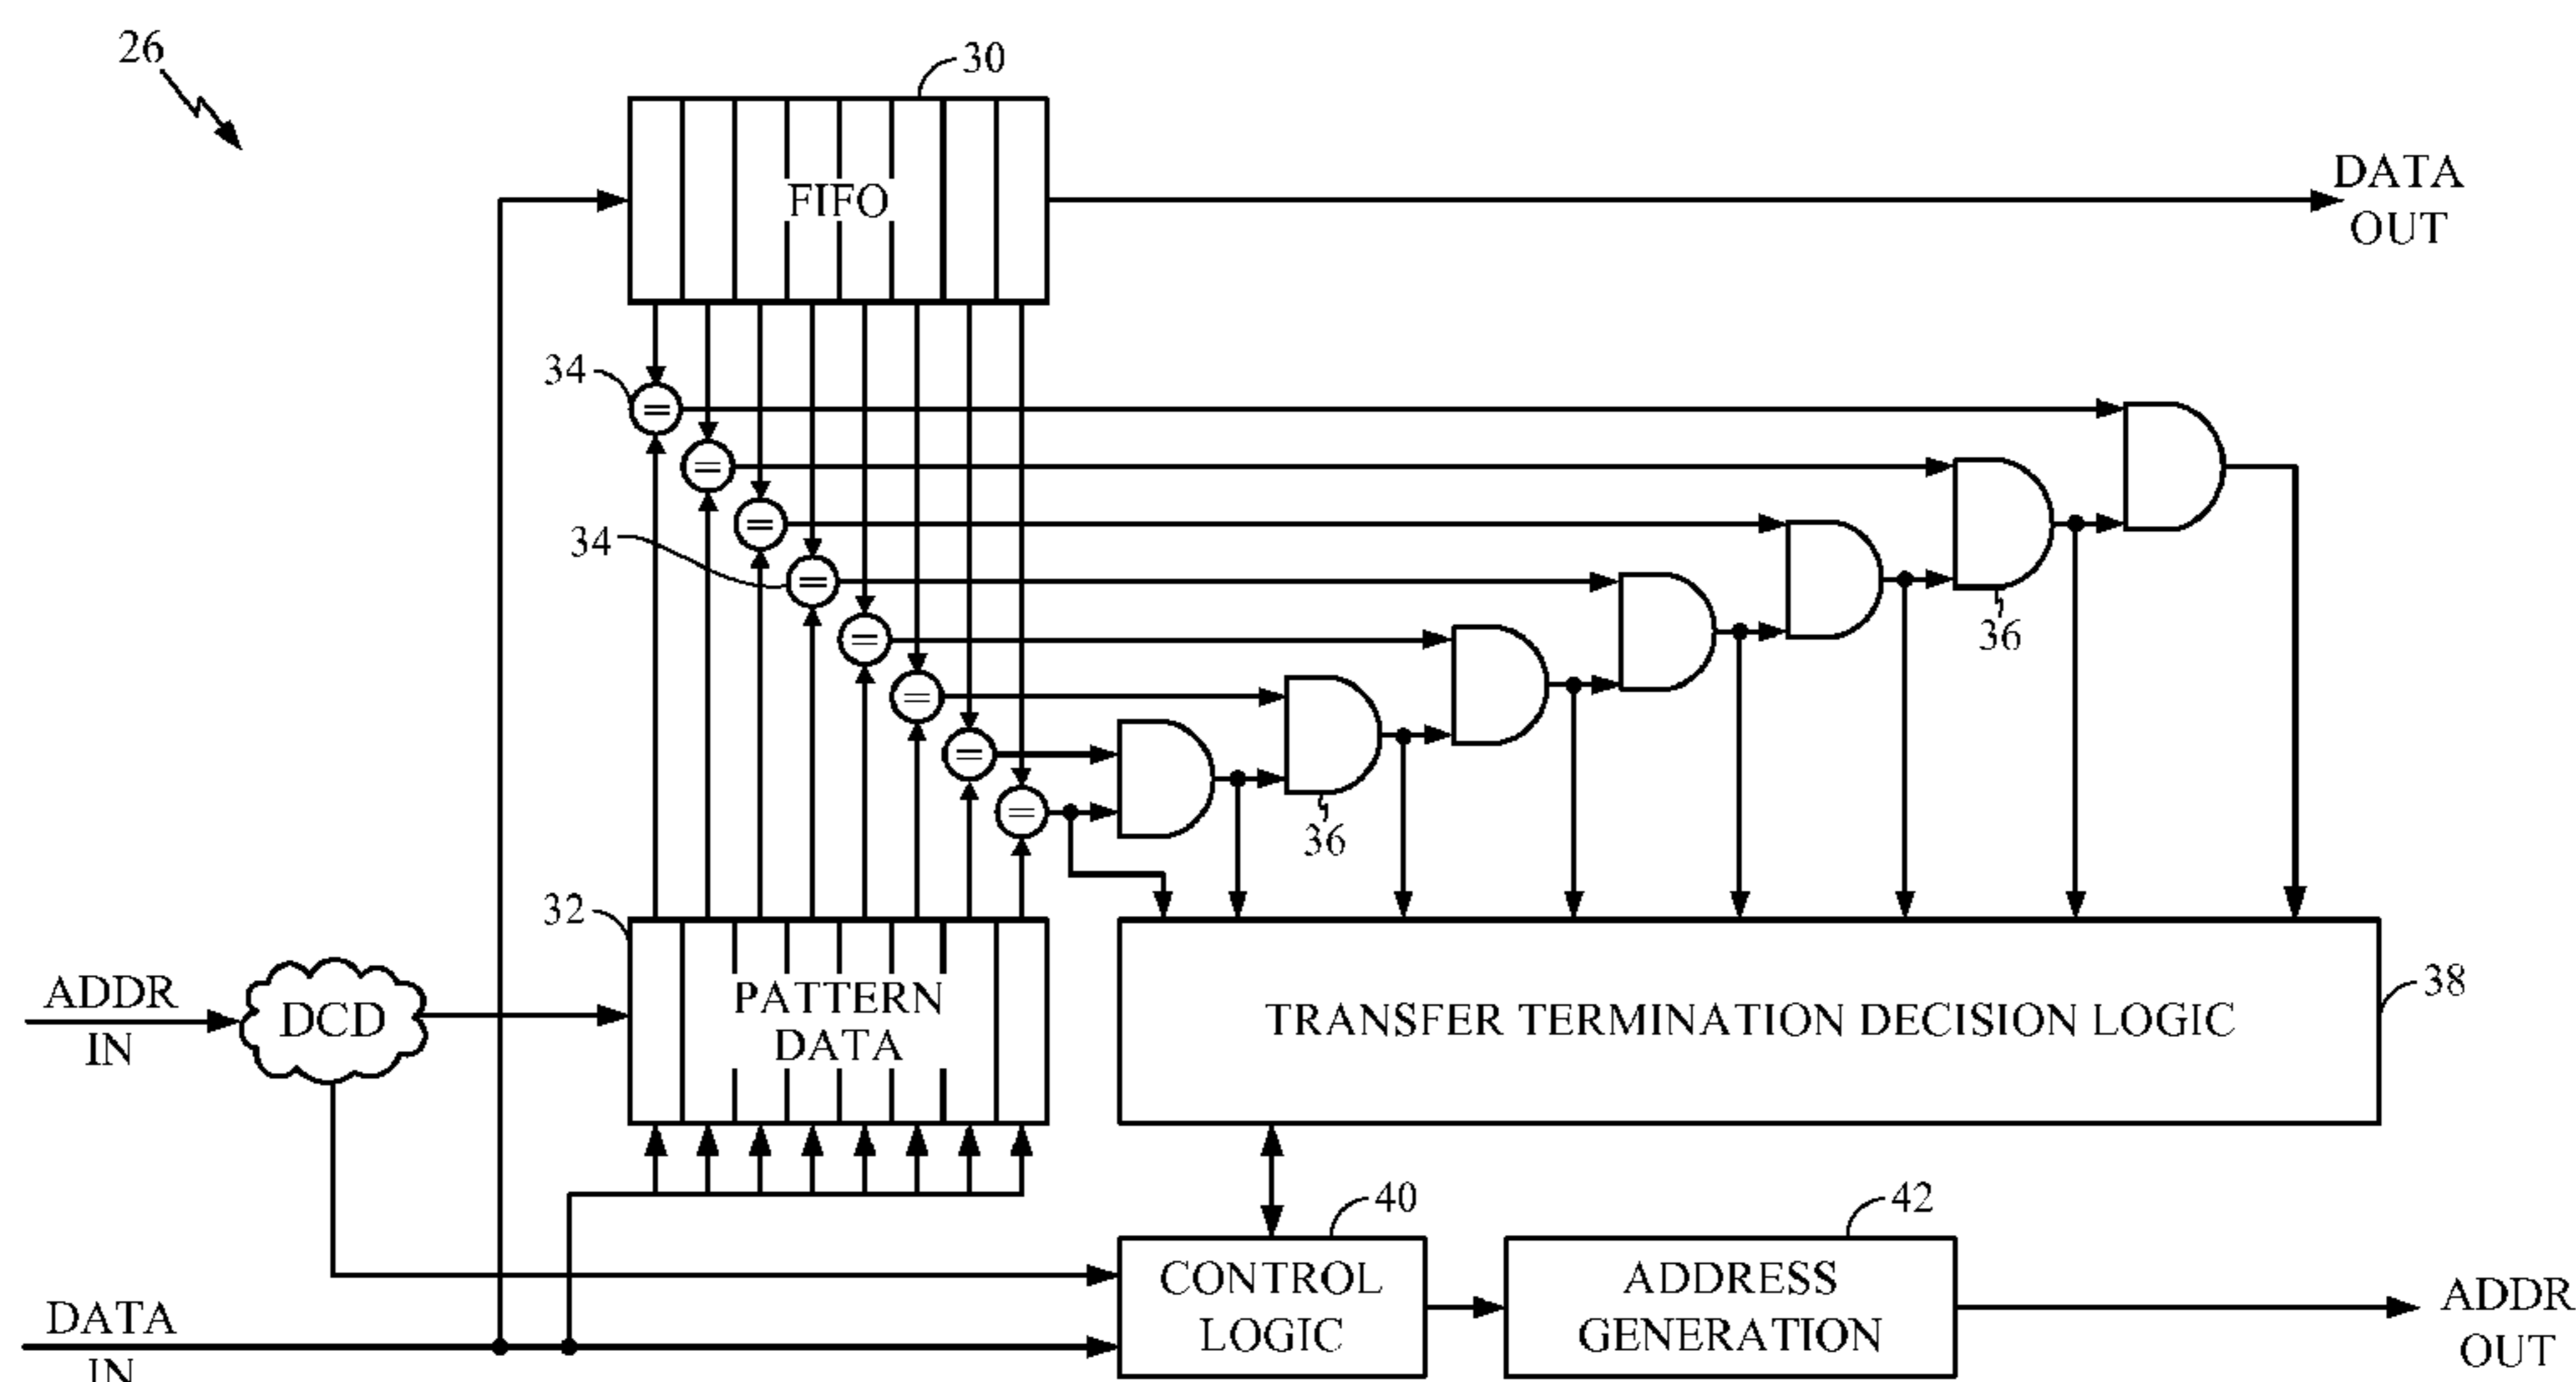 26
30
FIFO
DATA
OUT
34
=
=
=
34
=
=
=
=
=
36
36
32
PATTERN
DATA
ADDR
IN
DCD
TRANSFER TERMINATION DECISION LOGIC
38
40
42
CONTROL
LOGIC
ADDRESS
GENERATION
DATA
IN
ADDR
OUT